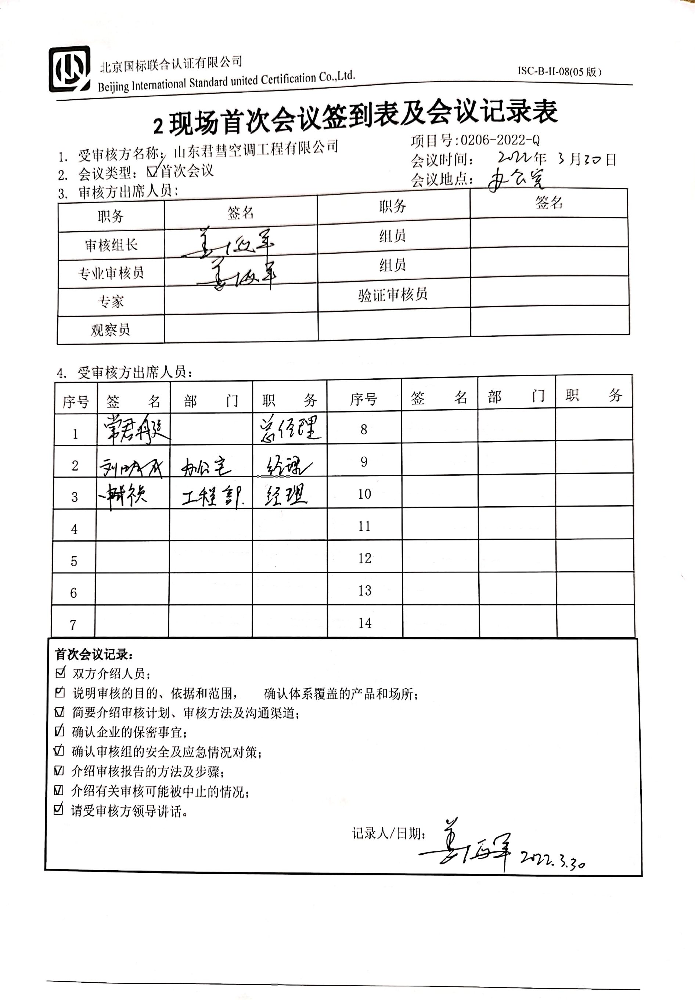 北京国标联合认证有限公司
Beijing International Standard united Certification Co.,Ltd.
ISC-B-II-08(05 版)
2 现场首次会议签到表及会议记录表
项目号:0206-2022-Q
1. 受审核方名称: 山东君彗空调工程有限公司
会议时间: 2022年 3月30日
2. 会议类型: ☑首次会议
会议地点: 办公室
3. 审核方出席人员:
职务 签名 职务 签名
审核组长 姜海军 组员
专业审核员 姜海军 组员
专家 验证审核员
观察员
4. 受审核方出席人员:
序号 签 名 部 门 职 务 序号 签 名 部 门 职 务
1 常君 总经理 8
2 刘 办公室 经理 9
3 韩 工程部. 经理 10
4 11
5 12
6 13
7 14
首次会议记录:
☑ 双方介绍人员;
☑ 说明审核的目的、依据和范围, 确认体系覆盖的产品和场所;
☑ 简要介绍审核计划、审核方法及沟通渠道;
☑ 确认企业的保密事宜;
☑ 确认审核组的安全及应急情况对策;
☑ 介绍审核报告的方法及步骤;
☑ 介绍有关审核可能被中止的情况;
☑ 请受审核方领导讲话。
记录人/日期: 姜海军 2022.3.30